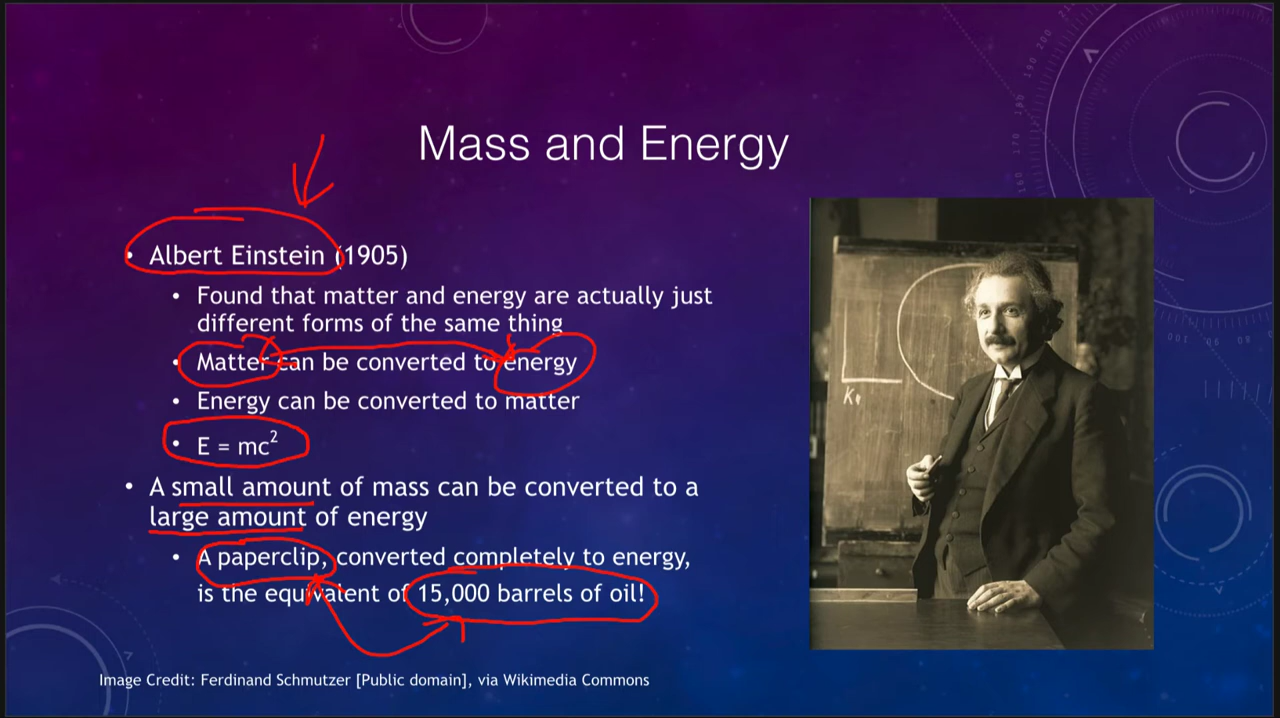 Mass and Energy
• Albert Einstein (1905)
• Found that matter and energy are actually just
different forms of the same thing
• Matter can be converted to energy
• Energy can be converted to matter
• E = mc²
• A small amount of mass can be converted to a
large amount of energy
• A paperclip, converted completely to energy,
is the equivalent of 15,000 barrels of oil!
Image Credit: Ferdinand Schmutzer [Public domain], via Wikimedia Commons